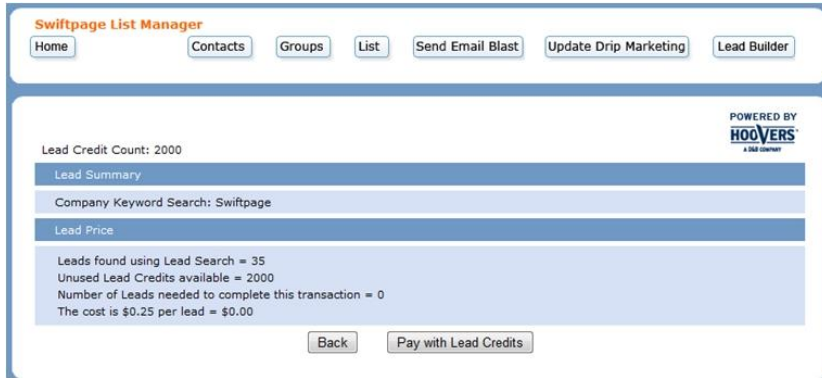 Swiftpage List Manager
Home Contacts Groups List Send Email Blast Update Drip Marketing Lead Builder
POWERED BY
HOOVERS
A D&B COMPANY
Lead Credit Count: 2000
Lead Summary
Company Keyword Search: Swiftpage
Lead Price
Leads found using Lead Search = 35
Unused Lead Credits available = 2000
Number of Leads needed to complete this transaction = 0
The cost is $0.25 per lead = $0.00
Back Pay with Lead Credits